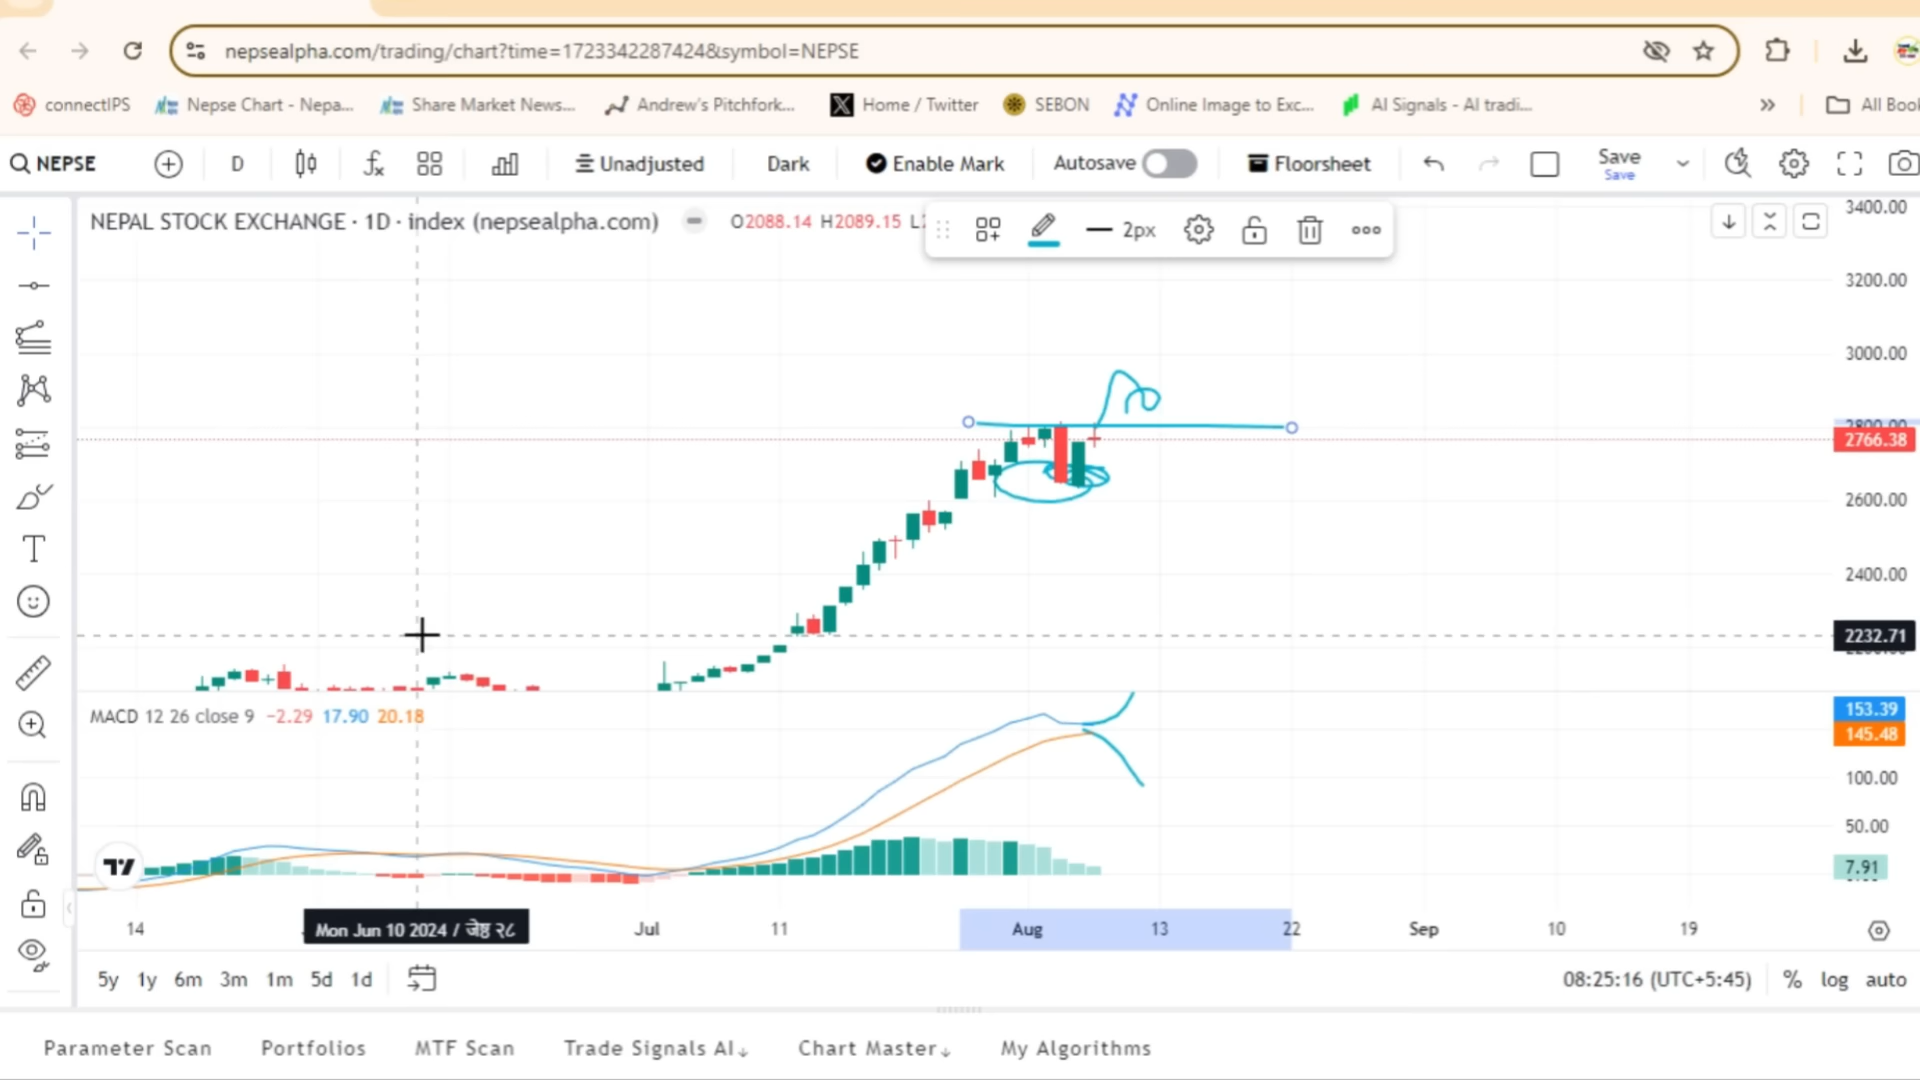 nepsealpha.com/trading/chart?time=1723342287424&symbol=NEPSE
connectIPS Nepse Chart - Nepa... Share Market News... Andrew's Pitchfork... Home / Twitter SEBON Online Image to Exc... AI Signals - AI tradi... » All Book
NEPSE D Unadjusted Dark Enable Mark Autosave Floorsheet Save
Save
NEPAL STOCK EXCHANGE · 1D · index (nepsealpha.com) O2088.14 H2089.15 2px
3400.00
3200.00
3000.00
2800.00
2766.38
2600.00
2400.00
2232.71
MACD 12 26 close 9 −2.29 17.90 20.18
153.39
145.48
100.00
50.00
7.91
14 Mon Jun 10 2024 / जेष्ठ २८ Jul 11 Aug 13 22 Sep 10 19
5y 1y 6m 3m 1m 5d 1d 08:25:16 (UTC+5:45) % log auto
Parameter Scan Portfolios MTF Scan Trade Signals AI↓ Chart Master↓ My Algorithms